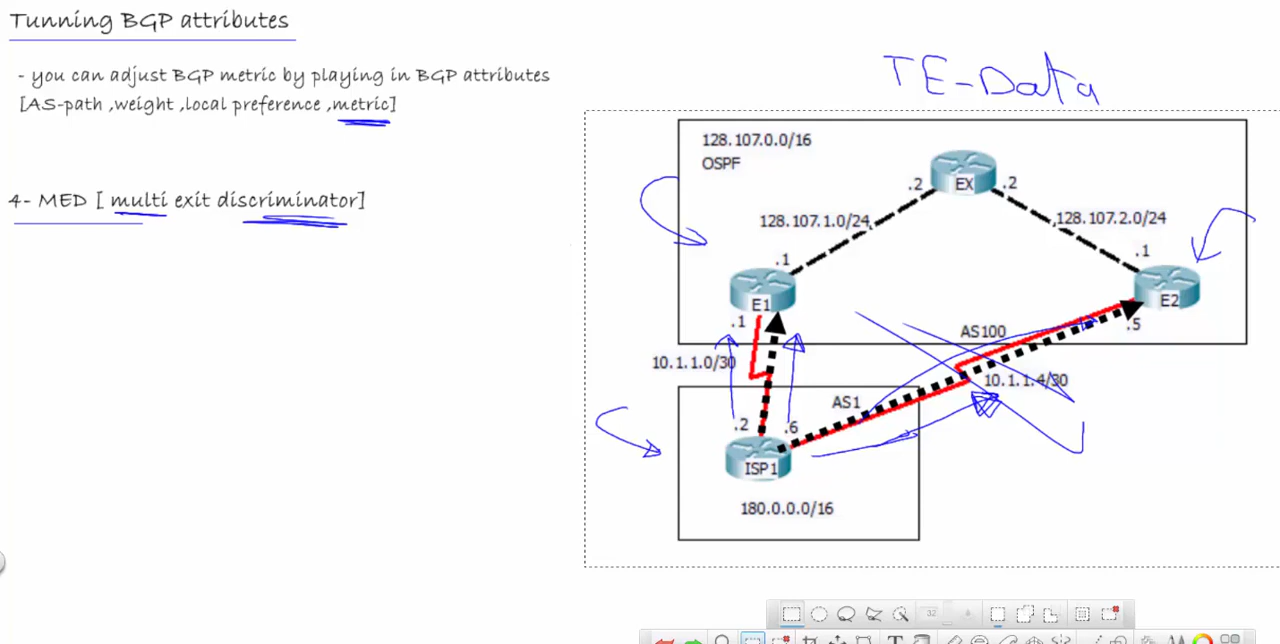 Tunning BGP attributes
- you can adjust BGP metric by playing in BGP attributes
[AS-path ,weight ,local preference ,metric]
4- MED [ multi exit discriminator]
TE-Data
128.107.0.0/16
OSPF
.2
EX
.2
128.107.1.0/24
128.107.2.0/24
.1
.1
E1
E2
.1
.5
AS100
10.1.1.0/30
10.1.1.4/30
AS1
.2
.6
ISP1
180.0.0.0/16
32